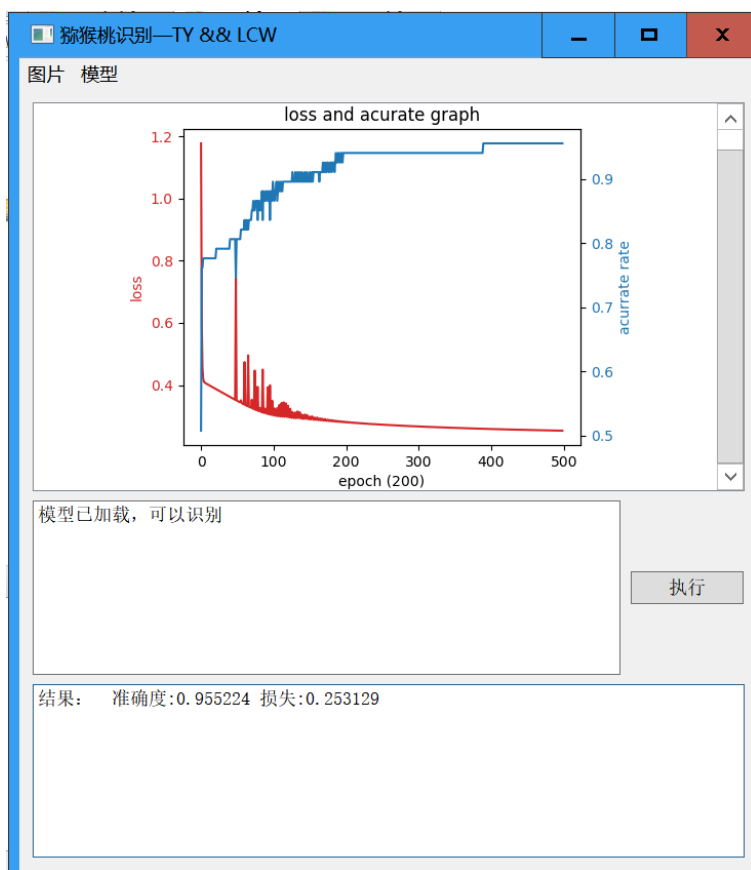 猕猴桃识别—TY && LCW
图片 模型
loss and acurate graph
1.2
1.0
0.8
0.6
0.4
loss
0.9
0.8
0.7
0.6
0.5
acurrate rate
0 100 200 300 400 500
epoch (200)
模型已加载，可以识别
执行
结果： 准确度:0.955224 损失:0.253129